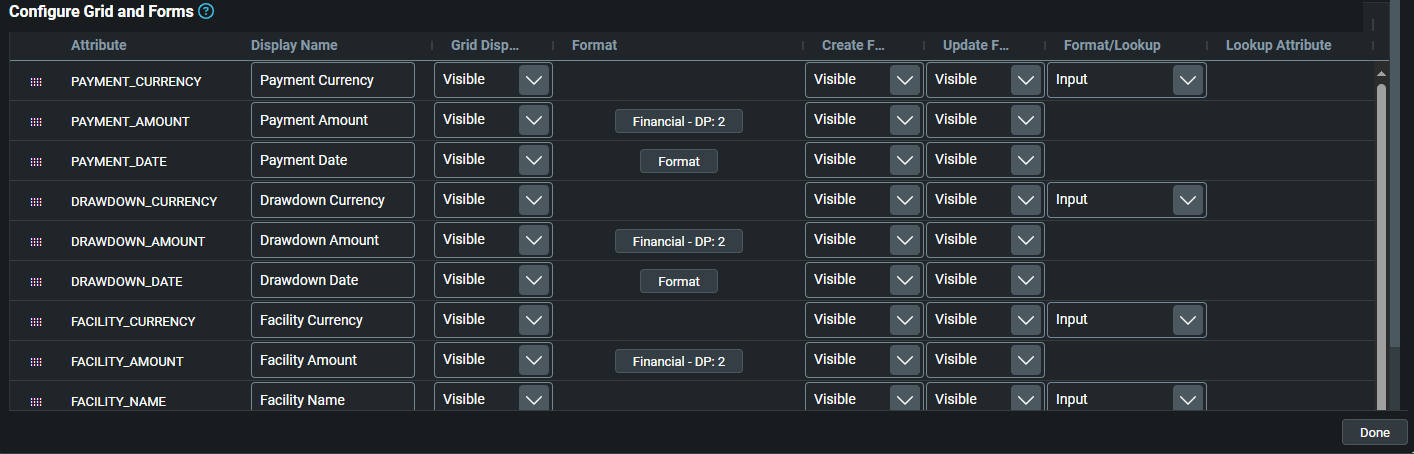 Configure Grid and Forms ?
Attribute Display Name Grid Disp... Format Create F... Update F... Format/Lookup Lookup Attribute
PAYMENT_CURRENCY Payment Currency Visible Visible Visible Input
PAYMENT_AMOUNT Payment Amount Visible Financial - DP: 2 Visible Visible
PAYMENT_DATE Payment Date Visible Format Visible Visible
DRAWDOWN_CURRENCY Drawdown Currency Visible Visible Visible Input
DRAWDOWN_AMOUNT Drawdown Amount Visible Financial - DP: 2 Visible Visible
DRAWDOWN_DATE Drawdown Date Visible Format Visible Visible
FACILITY_CURRENCY Facility Currency Visible Visible Visible Input
FACILITY_AMOUNT Facility Amount Visible Financial - DP: 2 Visible Visible
FACILITY_NAME Facility Name Visible Visible Visible Input
Done